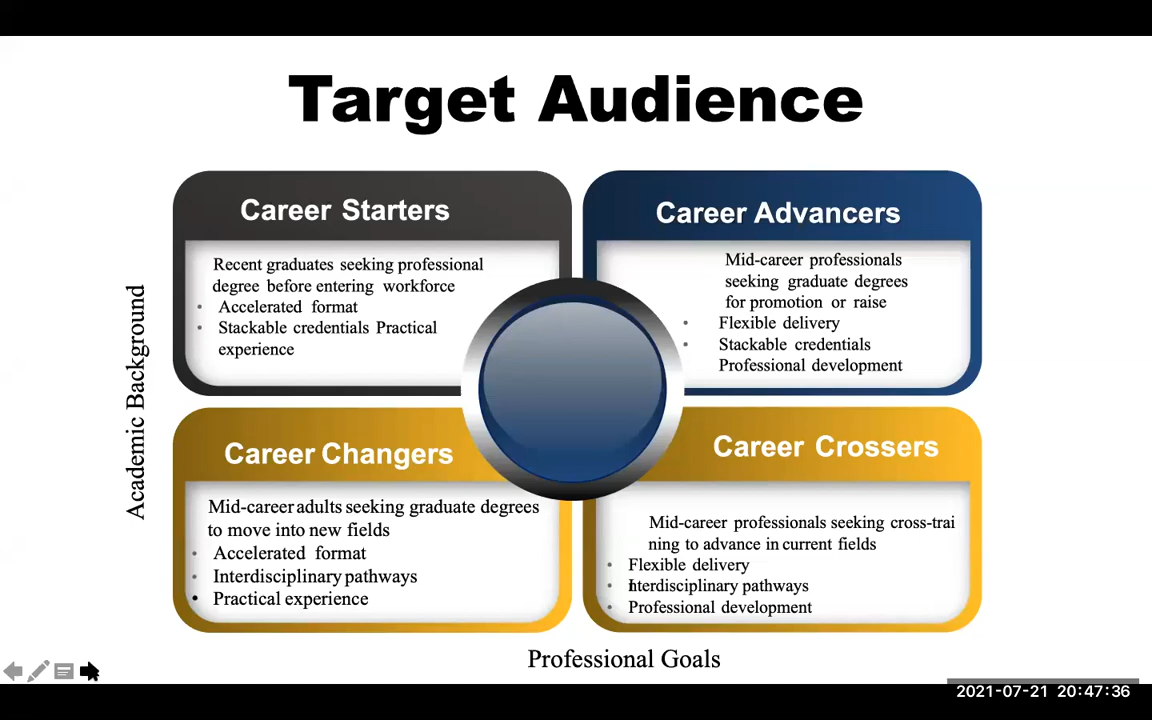 Target Audience
Career Starters
Recent graduates seeking professional
degree before entering workforce
• Accelerated format
• Stackable credentials Practical
experience
Career Advancers
Mid-career professionals
seeking graduate degrees
for promotion or raise
• Flexible delivery
• Stackable credentials
Professional development
Academic Background
Career Changers
Mid-career adults seeking graduate degrees
to move into new fields
• Accelerated format
• Interdisciplinary pathways
• Practical experience
Career Crossers
Mid-career professionals seeking cross-trai
ning to advance in current fields
• Flexible delivery
• Interdisciplinary pathways
• Professional development
Professional Goals
2021-07-21 20:47:36